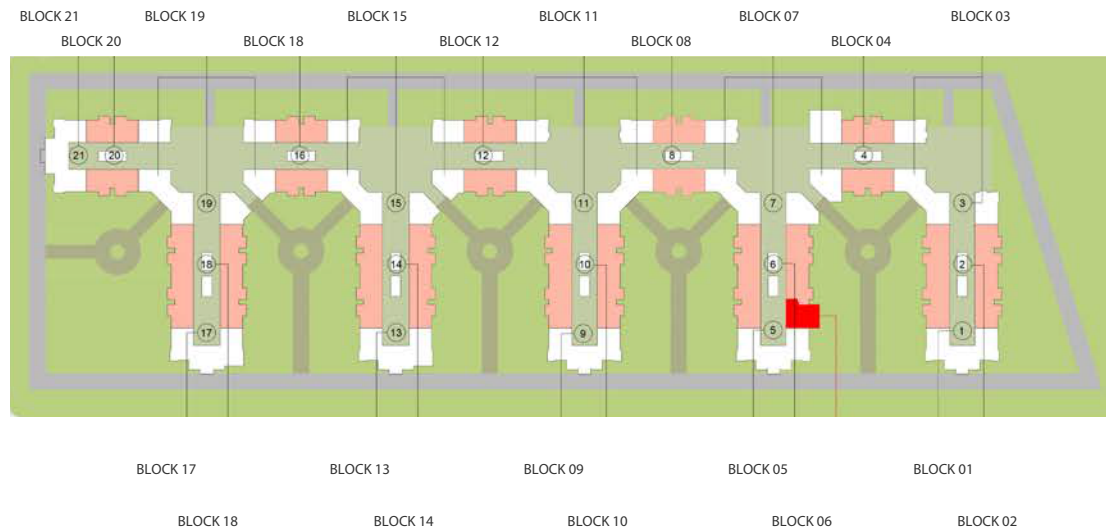 BLOCK 21 BLOCK 19 BLOCK 15 BLOCK 11 BLOCK 07 BLOCK 03
BLOCK 20 BLOCK 18 BLOCK 12 BLOCK 08 BLOCK 04
21 20 16 12 8 4
19 15 11 7 3
18 14 10 6 2
17 13 9 5 1
BLOCK 17 BLOCK 13 BLOCK 09 BLOCK 05 BLOCK 01
BLOCK 18 BLOCK 14 BLOCK 10 BLOCK 06 BLOCK 02